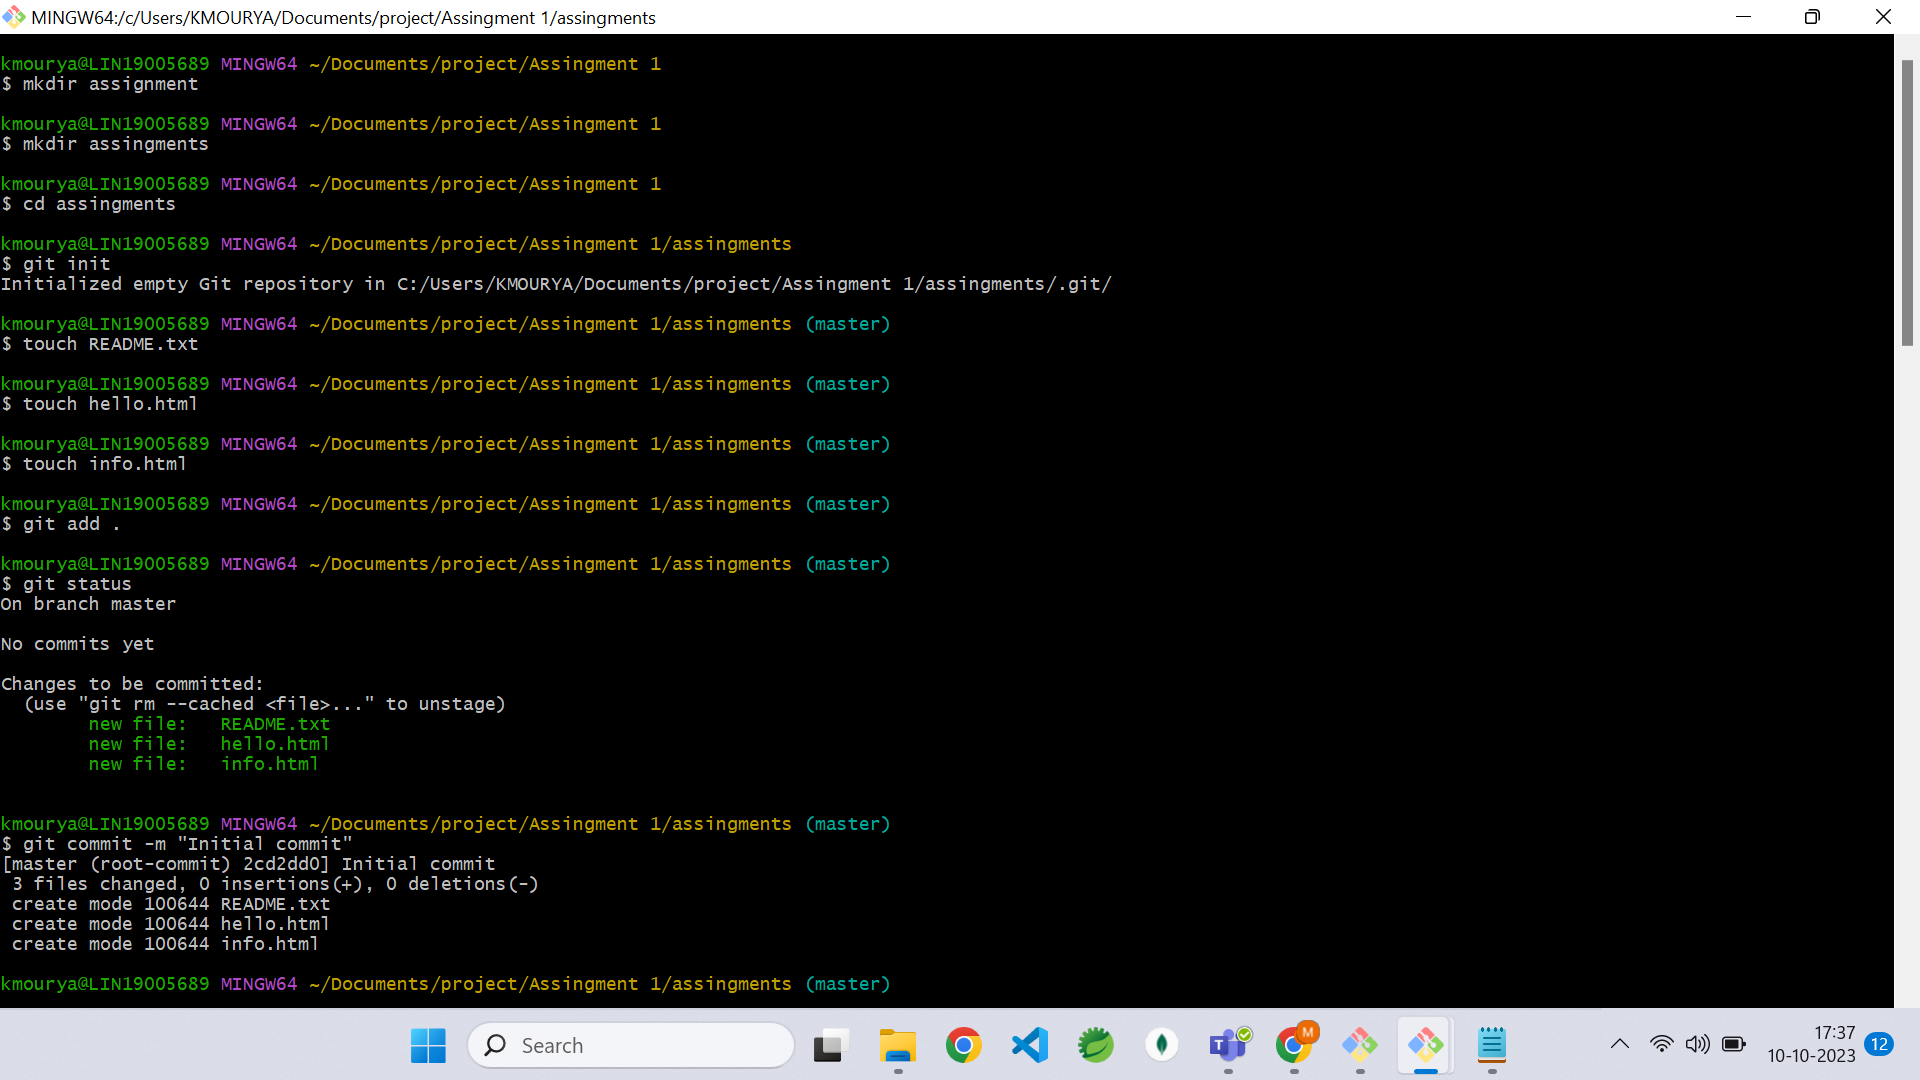 MINGW64:/c/Users/KMOURYA/Documents/project/Assingment 1/assingments
kmourya@LIN19005689 MINGW64 ~/Documents/project/Assingment 1
$ mkdir assignment
kmourya@LIN19005689 MINGW64 ~/Documents/project/Assingment 1
$ mkdir assingments
kmourya@LIN19005689 MINGW64 ~/Documents/project/Assingment 1
$ cd assingments
kmourya@LIN19005689 MINGW64 ~/Documents/project/Assingment 1/assingments
$ git init
Initialized empty Git repository in C:/Users/KMOURYA/Documents/project/Assingment 1/assingments/.git/
kmourya@LIN19005689 MINGW64 ~/Documents/project/Assingment 1/assingments (master)
$ touch README.txt
kmourya@LIN19005689 MINGW64 ~/Documents/project/Assingment 1/assingments (master)
$ touch hello.html
kmourya@LIN19005689 MINGW64 ~/Documents/project/Assingment 1/assingments (master)
$ touch info.html
kmourya@LIN19005689 MINGW64 ~/Documents/project/Assingment 1/assingments (master)
$ git add .
kmourya@LIN19005689 MINGW64 ~/Documents/project/Assingment 1/assingments (master)
$ git status
On branch master
No commits yet
Changes to be committed:
(use "git rm --cached <file>..." to unstage)
new file: README.txt
new file: hello.html
new file: info.html
kmourya@LIN19005689 MINGW64 ~/Documents/project/Assingment 1/assingments (master)
$ git commit -m "Initial commit"
[master (root-commit) 2cd2dd0] Initial commit
3 files changed, 0 insertions(+), 0 deletions(-)
create mode 100644 README.txt
create mode 100644 hello.html
create mode 100644 info.html
kmourya@LIN19005689 MINGW64 ~/Documents/project/Assingment 1/assingments (master)
Search
T
M
17:37
10-10-2023
12